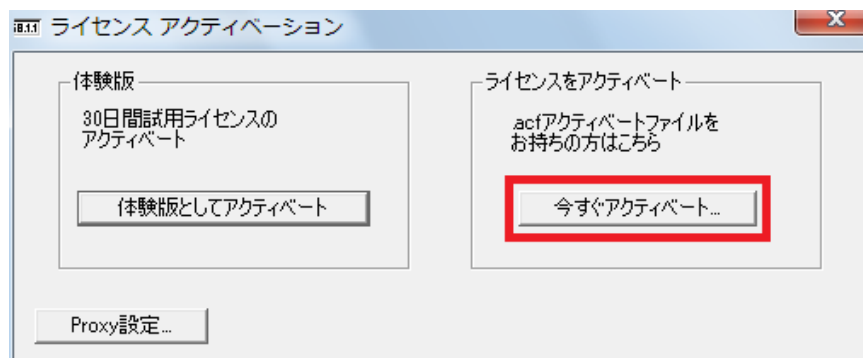 ライセンス アクティベーション
体験版
30日間試用ライセンスの
アクティベート
体験版としてアクティベート
ライセンスをアクティベート
.acfアクティベートファイルを
お持ちの方はこちら
今すぐアクティベート...
Proxy設定...